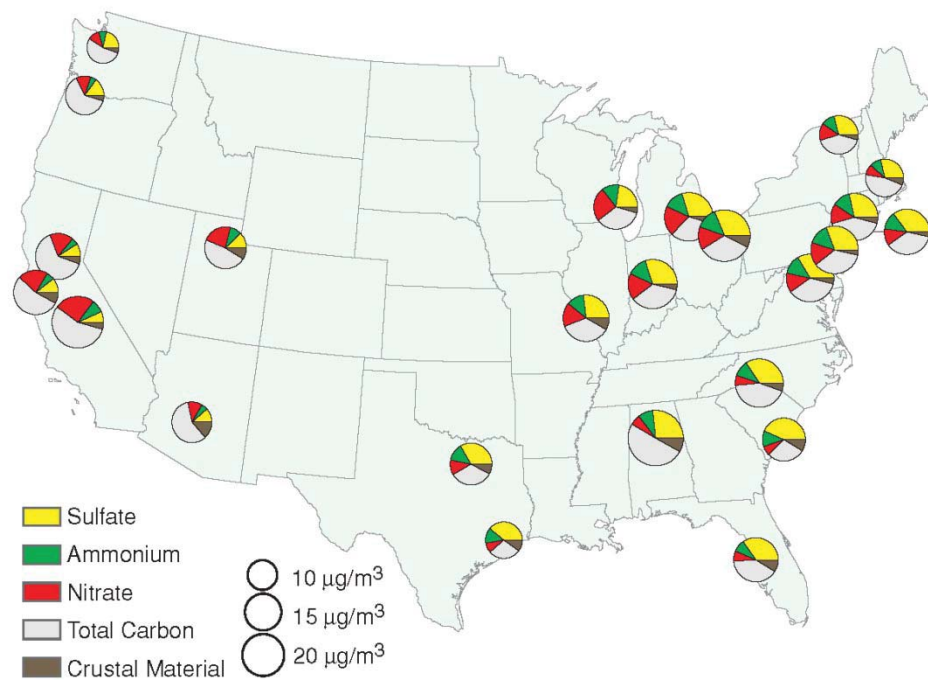 Sulfate
Ammonium
Nitrate
Total Carbon
Crustal Material
10 μg/m³
15 μg/m³
20 μg/m³